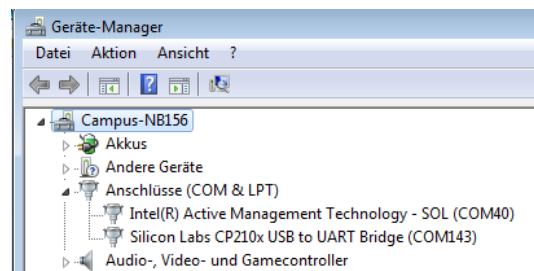 Geräte-Manager
Datei Aktion Ansicht ?
Campus-NB156
Akkus
Andere Geräte
Anschlüsse (COM & LPT)
Intel(R) Active Management Technology - SOL (COM40)
Silicon Labs CP210x USB to UART Bridge (COM143)
Audio-, Video- und Gamecontroller